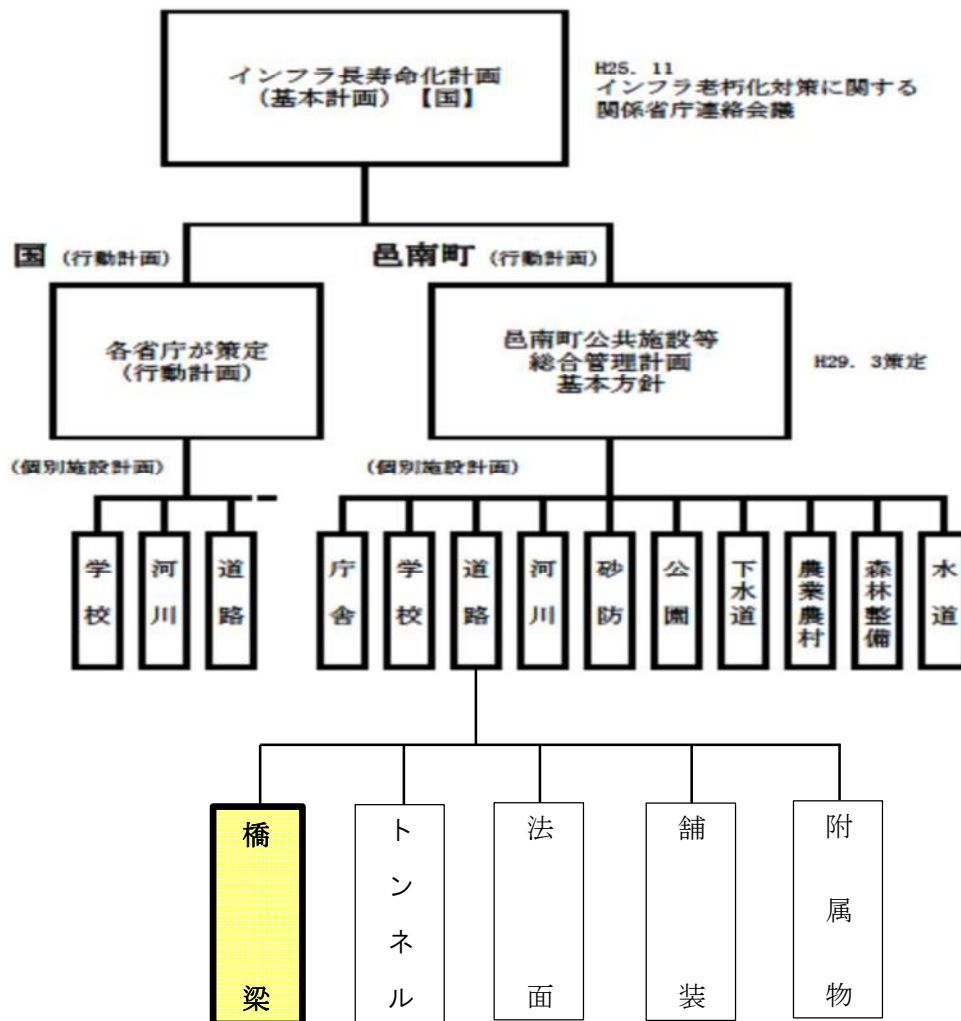 インフラ長寿命化計画
(基本計画) 【国】
H25. 11
インフラ老朽化対策に関する
関係省庁連絡会議
国 (行動計画)
邑南町 (行動計画)
各省庁が策定
(行動計画)
邑南町公共施設等
総合管理計画
基本方針
H29. 3策定
(個別施設計画)
(個別施設計画)
学校
河川
道路
庁舎
学校
道路
河川
砂防
公園
下水道
農業農村
森林整備
水道
橋梁
トンネル
法面
舗装
附属物